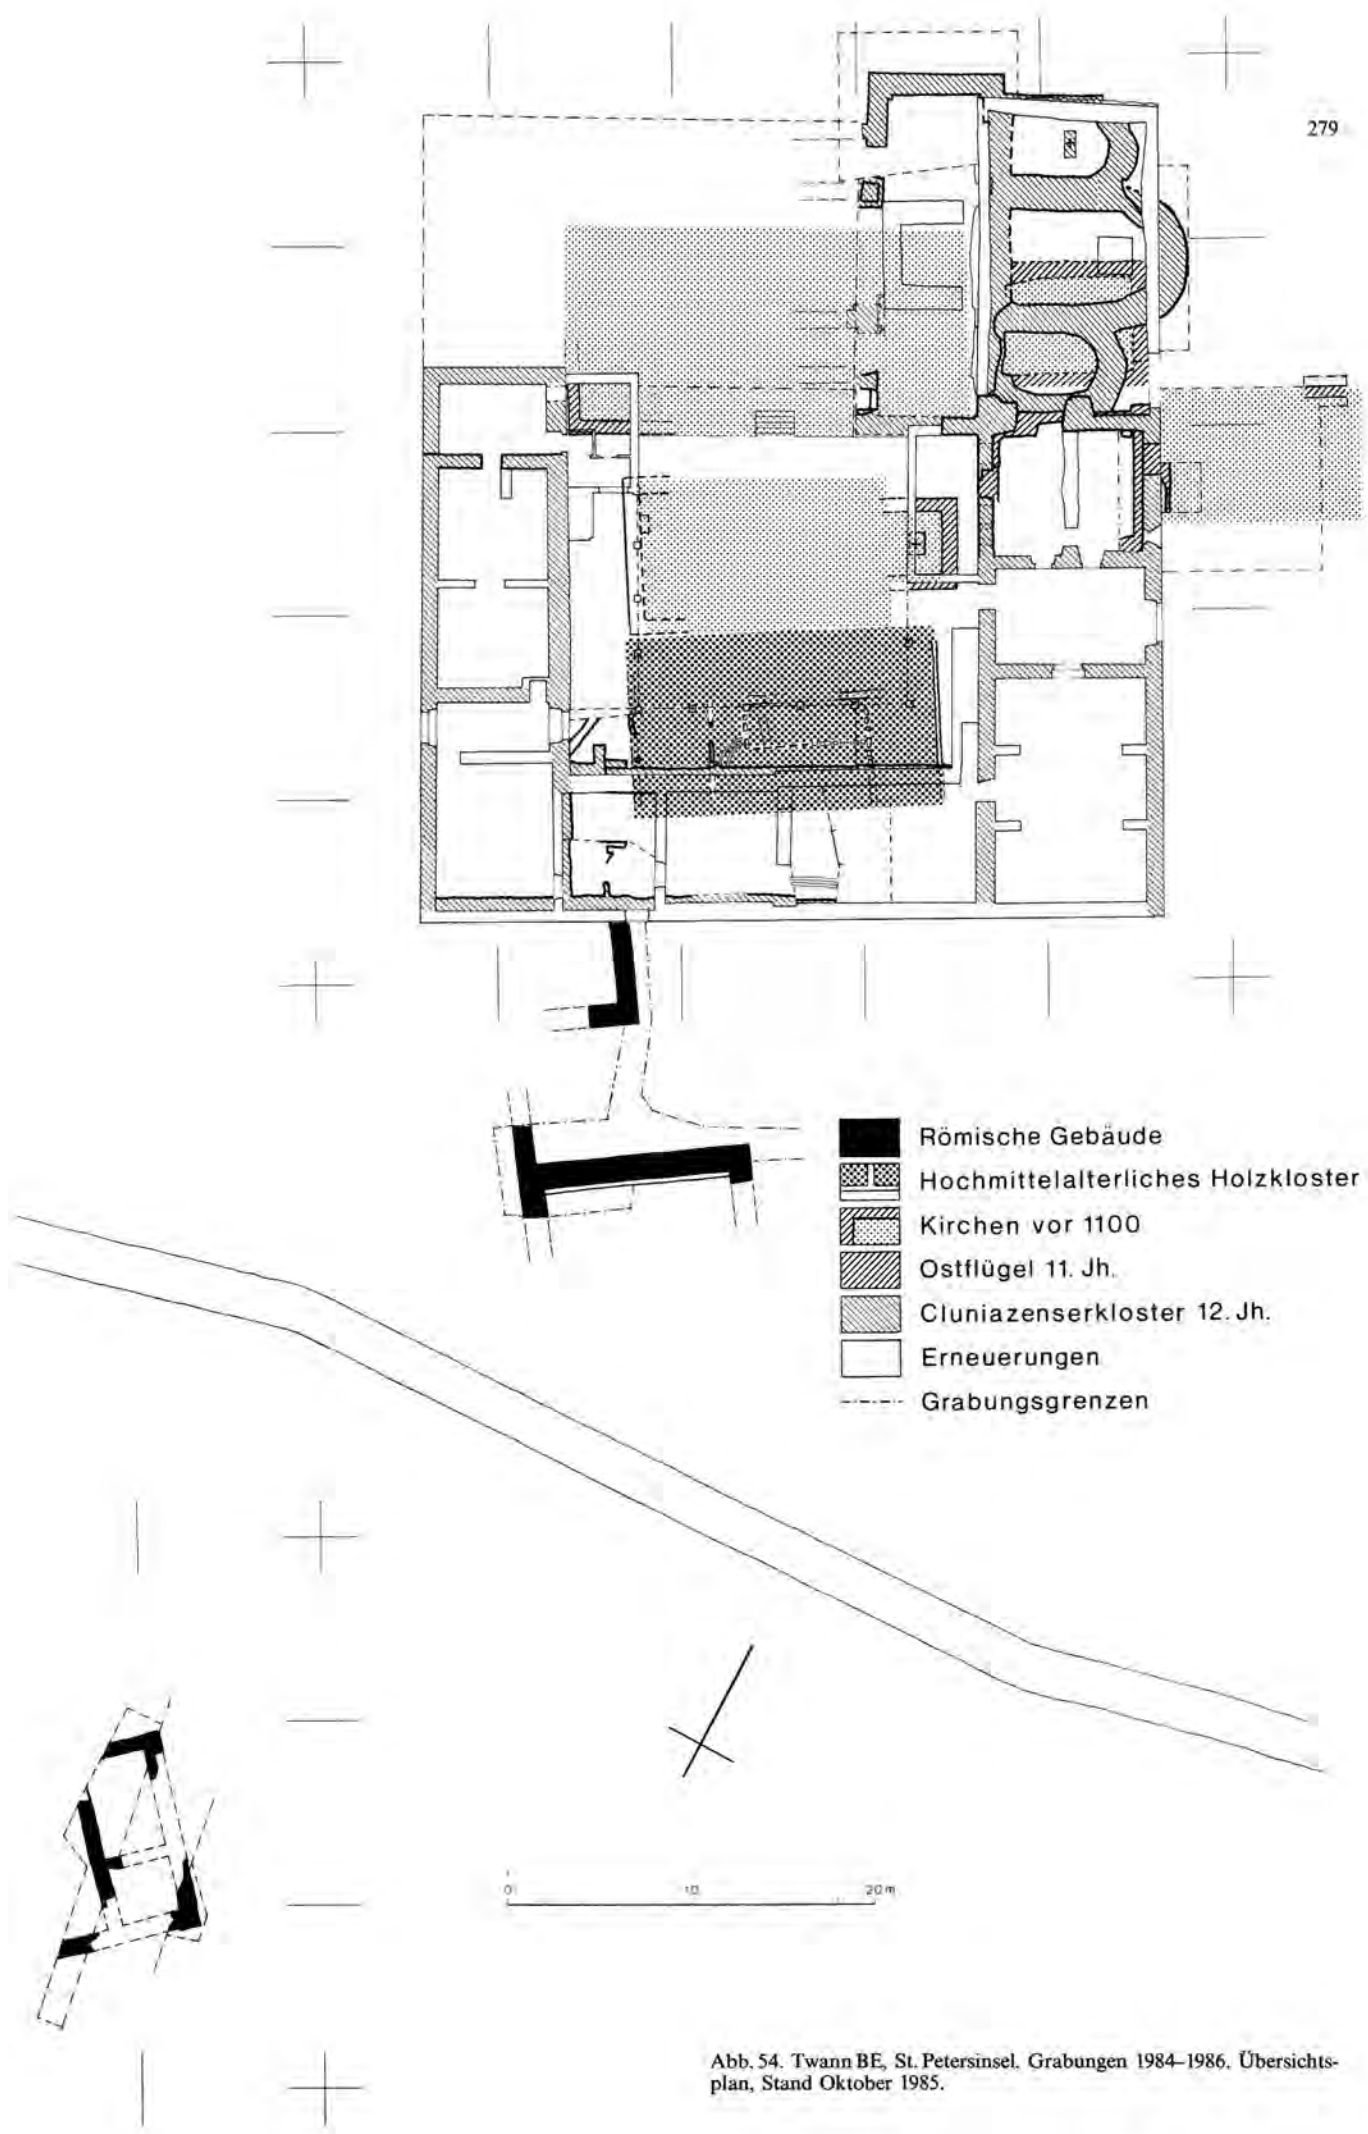 279
Römische Gebäude
Hochmittelalterliches Holzkloster
Kirchen vor 1100
Ostflügel 11. Jh.
Cluniazenserkloster 12. Jh.
Erneuerungen
Grabungsgrenzen
0 10 20 m
Abb. 54. Twann BE, St. Petersinsel. Grabungen 1984–1986. Übersichts-
plan, Stand Oktober 1985.